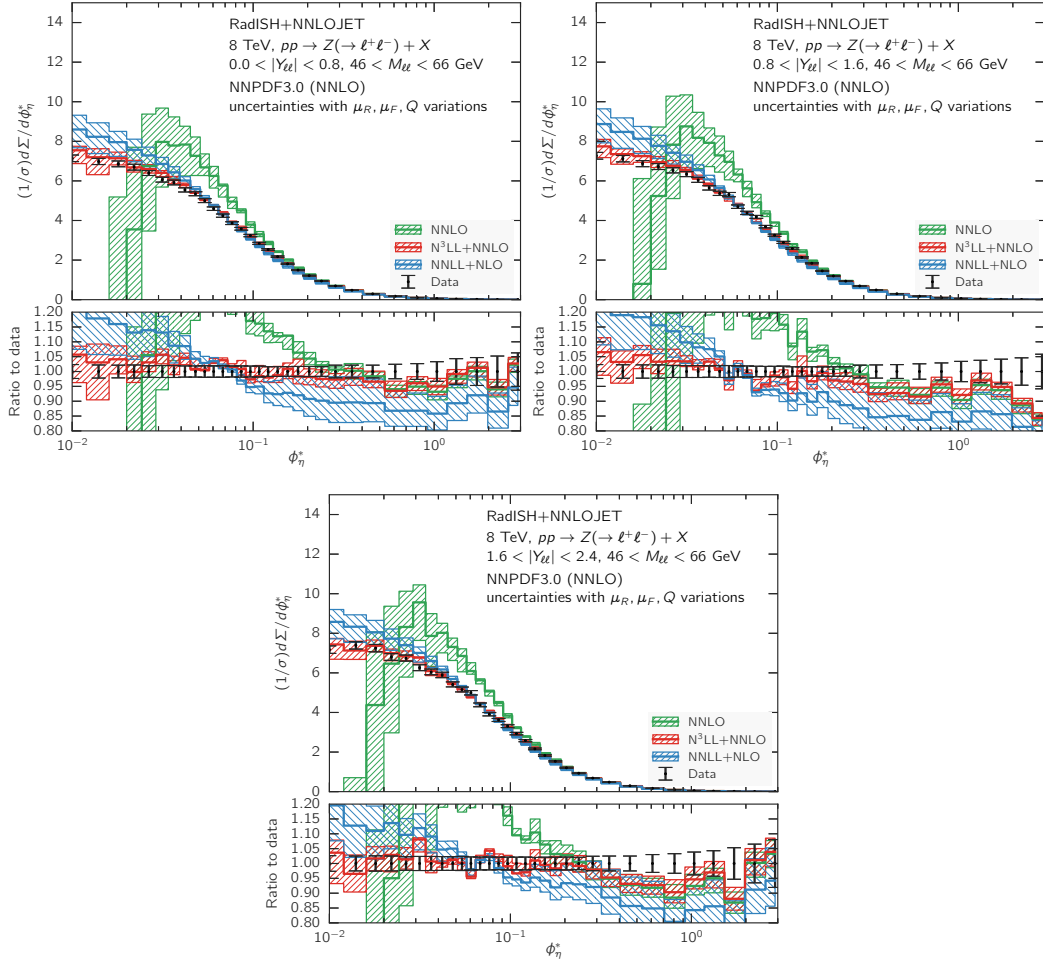 RadISH+NNLOJET
8 TeV, pp → Z(→ ℓ⁺ℓ⁻) + X
0.0 < |Yℓℓ| < 0.8, 46 < Mℓℓ < 66 GeV
NNPDF3.0 (NNLO)
uncertainties with μR, μF, Q variations
(1/σ)dΣ/dφ*η
14
12
10
8
6
4
2
0
NNLO
N³LL+NNLO
NNLL+NLO
Data
Ratio to data
1.20
1.15
1.10
1.05
1.00
0.95
0.90
0.85
0.80
10⁻²
10⁻¹
10⁰
φ*η
RadISH+NNLOJET
8 TeV, pp → Z(→ ℓ⁺ℓ⁻) + X
0.8 < |Yℓℓ| < 1.6, 46 < Mℓℓ < 66 GeV
NNPDF3.0 (NNLO)
uncertainties with μR, μF, Q variations
(1/σ)dΣ/dφ*η
14
12
10
8
6
4
2
0
NNLO
N³LL+NNLO
NNLL+NLO
Data
Ratio to data
1.20
1.15
1.10
1.05
1.00
0.95
0.90
0.85
0.80
10⁻²
10⁻¹
10⁰
φ*η
RadISH+NNLOJET
8 TeV, pp → Z(→ ℓ⁺ℓ⁻) + X
1.6 < |Yℓℓ| < 2.4, 46 < Mℓℓ < 66 GeV
NNPDF3.0 (NNLO)
uncertainties with μR, μF, Q variations
(1/σ)dΣ/dφ*η
14
12
10
8
6
4
2
0
NNLO
N³LL+NNLO
NNLL+NLO
Data
Ratio to data
1.20
1.15
1.10
1.05
1.00
0.95
0.90
0.85
0.80
10⁻²
10⁻¹
10⁰
φ*η